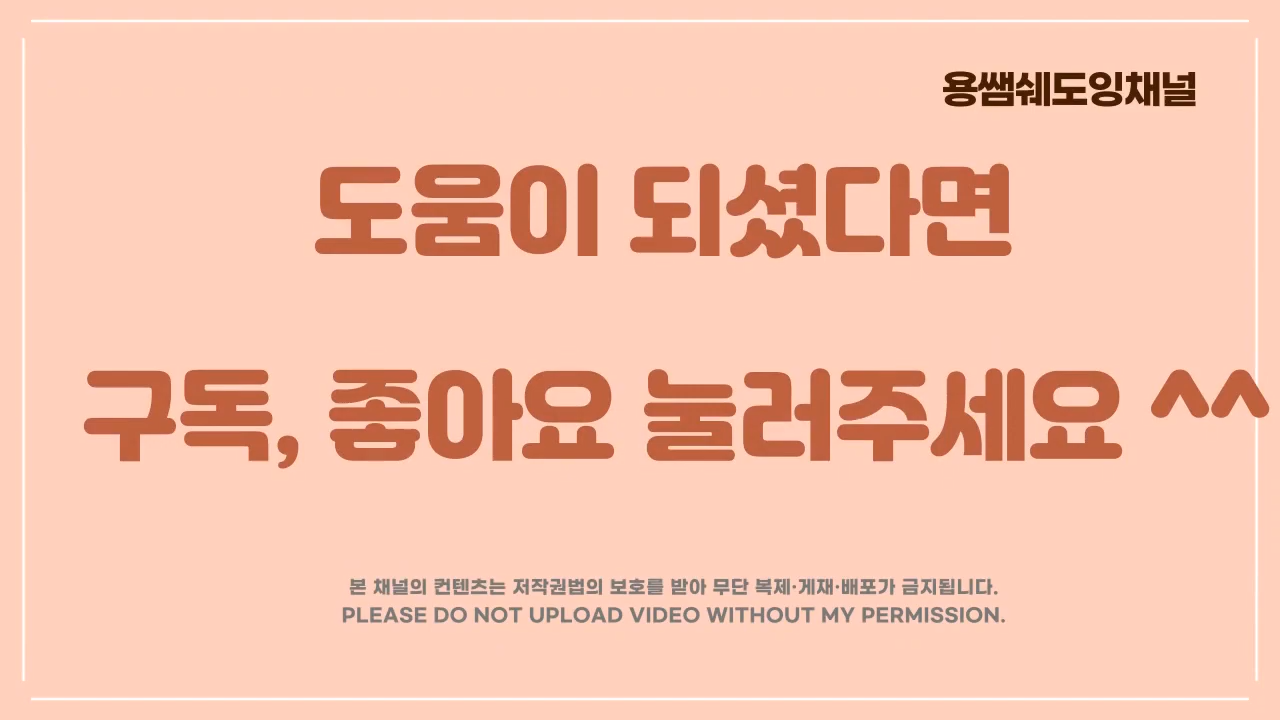 용쌤쉐도잉채널
도움이 되셨다면
구독, 좋아요 눌러주세요 ^^
본 채널의 컨텐츠는 저작권법의 보호를 받아 무단 복제·게재·배포가 금지됩니다.
PLEASE DO NOT UPLOAD VIDEO WITHOUT MY PERMISSION.